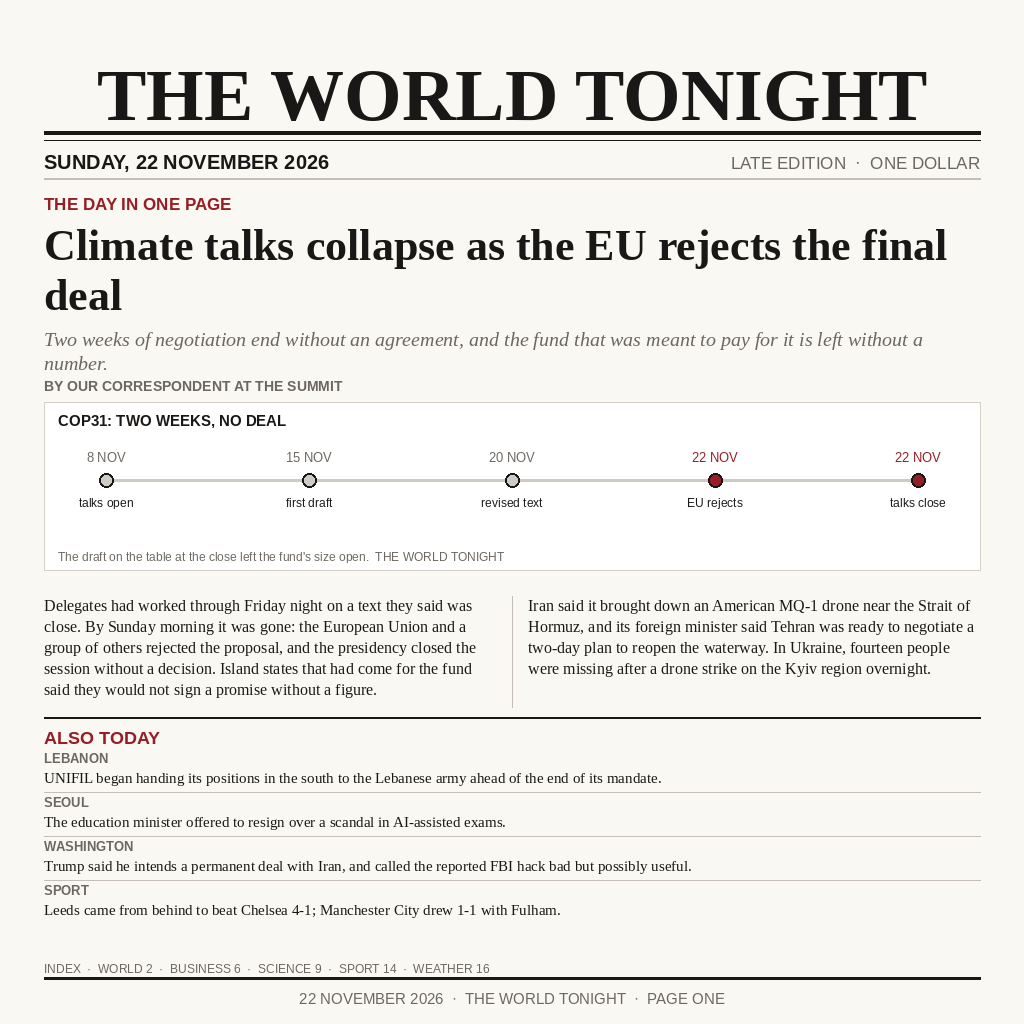 THE WORLD TONIGHT
SUNDAY, 22 NOVEMBER 2026
LATE EDITION · ONE DOLLAR
THE DAY IN ONE PAGE
Climate talks collapse as the EU rejects the final
deal
Two weeks of negotiation end without an agreement, and the fund that was meant to pay for it is left without a
number.
BY OUR CORRESPONDENT AT THE SUMMIT
COP31: TWO WEEKS, NO DEAL
8 NOV
15 NOV
20 NOV
22 NOV
22 NOV
talks open
first draft
revised text
EU rejects
talks close
The draft on the table at the close left the fund's size open. THE WORLD TONIGHT
Delegates had worked through Friday night on a text they said was
close. By Sunday morning it was gone: the European Union and a
group of others rejected the proposal, and the presidency closed the
session without a decision. Island states that had come for the fund
said they would not sign a promise without a figure.
Iran said it brought down an American MQ-1 drone near the Strait of
Hormuz, and its foreign minister said Tehran was ready to negotiate a
two-day plan to reopen the waterway. In Ukraine, fourteen people
were missing after a drone strike on the Kyiv region overnight.
ALSO TODAY
LEBANON
UNIFIL began handing its positions in the south to the Lebanese army ahead of the end of its mandate.
SEOUL
The education minister offered to resign over a scandal in AI-assisted exams.
WASHINGTON
Trump said he intends a permanent deal with Iran, and called the reported FBI hack bad but possibly useful.
SPORT
Leeds came from behind to beat Chelsea 4-1; Manchester City drew 1-1 with Fulham.
INDEX · WORLD 2 · BUSINESS 6 · SCIENCE 9 · SPORT 14 · WEATHER 16
22 NOVEMBER 2026 · THE WORLD TONIGHT · PAGE ONE